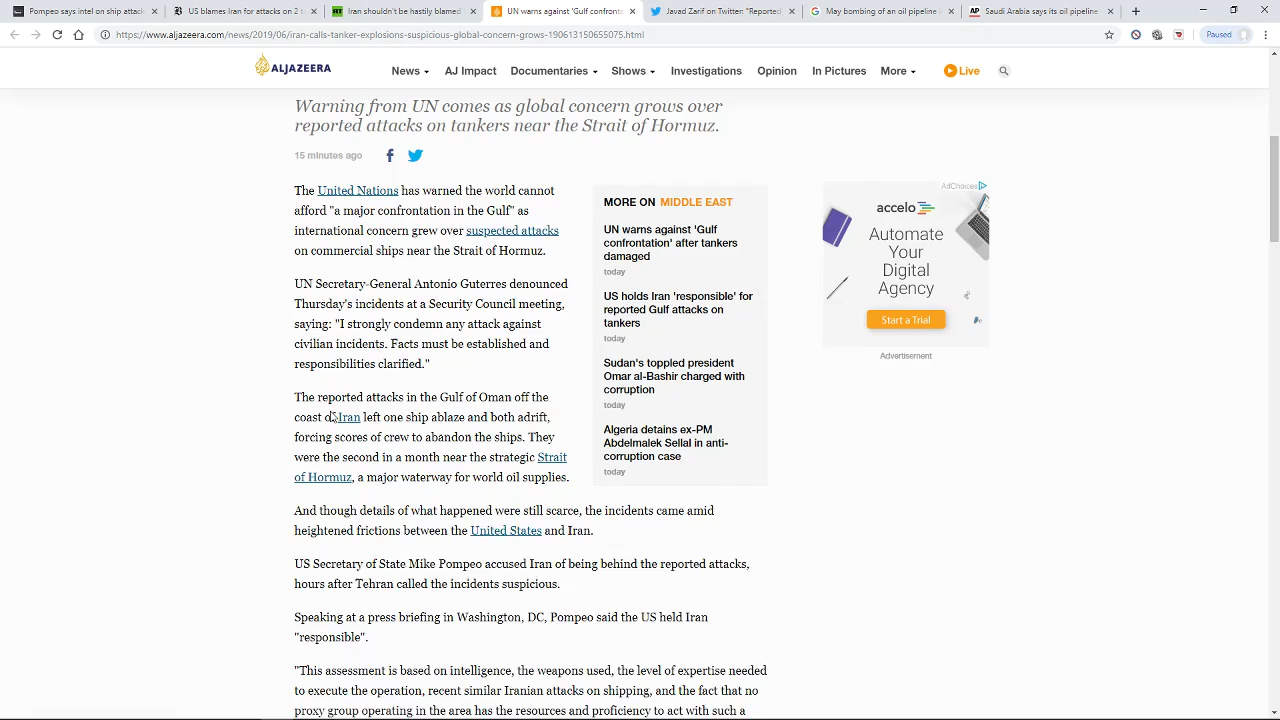 Pompeo says intel on ship attack
US blames Iran for attacks on 2 t
Iran shouldn't be hastily blamed
UN warns against 'Gulf confront
Javad Zarif on Twitter: "Reported
May bombing of an oil pipeline i
Saudi Arabia says its oil pipeline
https://www.aljazeera.com/news/2019/06/iran-calls-tanker-explosions-suspicious-global-concern-grows-190613150655075.html
Paused
ALJAZEERA
News
AJ Impact
Documentaries
Shows
Investigations
Opinion
In Pictures
More
Live
Warning from UN comes as global concern grows over
reported attacks on tankers near the Strait of Hormuz.
15 minutes ago
The United Nations has warned the world cannot
afford "a major confrontation in the Gulf" as
international concern grew over suspected attacks
on commercial ships near the Strait of Hormuz.
UN Secretary-General Antonio Guterres denounced
Thursday's incidents at a Security Council meeting,
saying: "I strongly condemn any attack against
civilian incidents. Facts must be established and
responsibilities clarified."
The reported attacks in the Gulf of Oman off the
coast of Iran left one ship ablaze and both adrift,
forcing scores of crew to abandon the ships. They
were the second in a month near the strategic Strait
of Hormuz, a major waterway for world oil supplies.
And though details of what happened were still scarce, the incidents came amid
heightened frictions between the United States and Iran.
US Secretary of State Mike Pompeo accused Iran of being behind the reported attacks,
hours after Tehran called the incidents suspicious.
Speaking at a press briefing in Washington, DC, Pompeo said the US held Iran
"responsible".
"This assessment is based on intelligence, the weapons used, the level of expertise needed
to execute the operation, recent similar Iranian attacks on shipping, and the fact that no
proxy group operating in the area has the resources and proficiency to act with such a
MORE ON MIDDLE EAST
UN warns against 'Gulf
confrontation' after tankers
damaged
today
US holds Iran 'responsible' for
reported Gulf attacks on
tankers
today
Sudan's toppled president
Omar al-Bashir charged with
corruption
today
Algeria detains ex-PM
Abdelmalek Sellal in anti-
corruption case
today
AdChoices
accelo
Automate
Your
Digital
Agency
Start a Trial
Advertisement